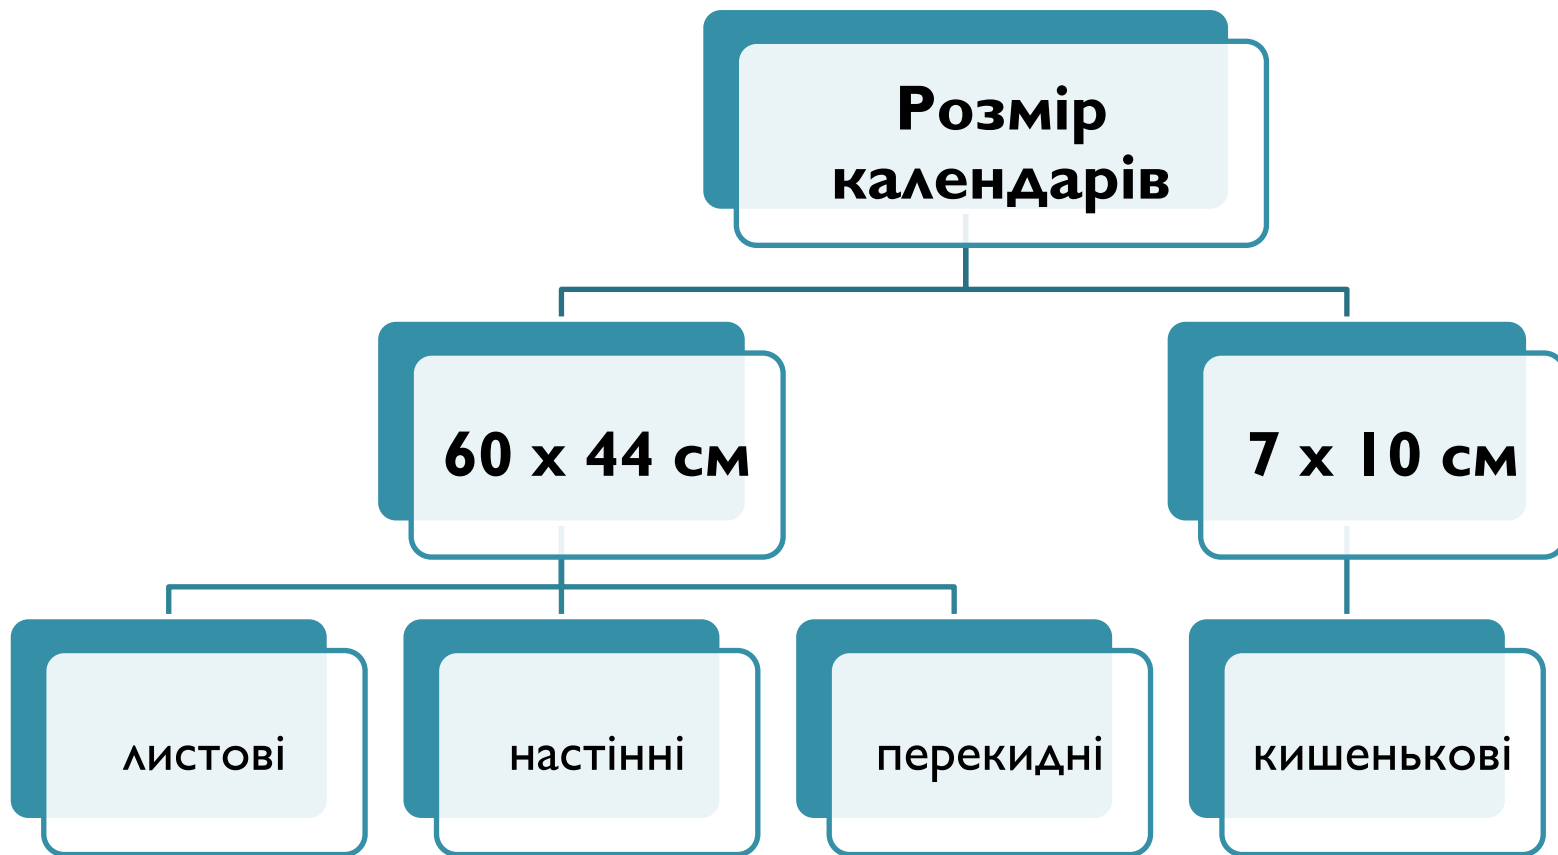 Розмір
календарів
60 х 44 см
7 х 10 см
листові
настінні
перекидні
кишенькові